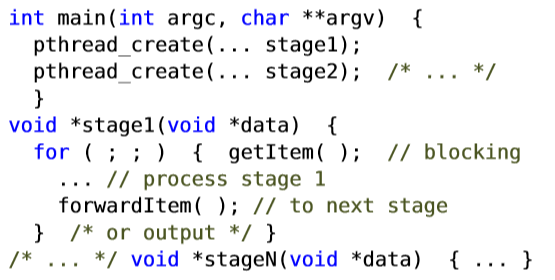 int main(int argc, char **argv)  {
  pthread_create(... stage1);
  pthread_create(... stage2);  /* ... */
  }
void *stage1(void *data)  {
  for ( ; ; )  {  getItem( );  // blocking
    ... // process stage 1
    forwardItem( ); // to next stage
  }  /* or output */ }
/* ... */ void *stageN(void *data)  { ... }